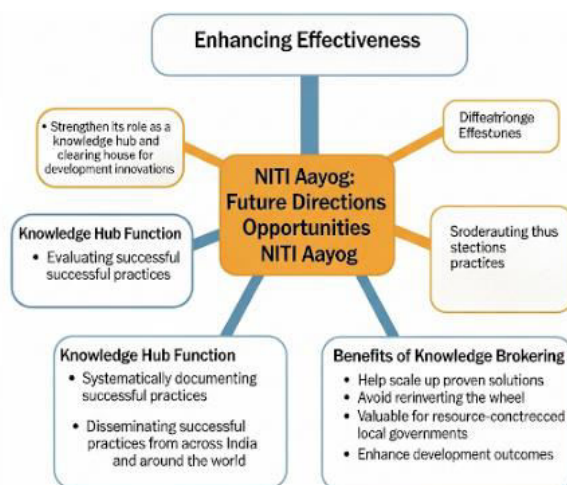 Enhancing Effectiveness
• Strengthen its role as a
knowledge hub and
clearing house for
development innovations
Diffeatrionge
Effestones
NITI Aayog:
Future Directions
Opportunities
NITI Aayog
Knowledge Hub Function
• Evaluating successful
successful practices
Sroderauting thus
stections
practices
Knowledge Hub Function
• Systematically documenting
successful practices
• Disseminating successful
practices from across India
and around the world
Benefits of Knowledge Brokering
• Help scale up proven solutions
• Avoid rerinverting the wheel
• Valuable for resource-conctrecced
local governments
• Enhance development outcomes